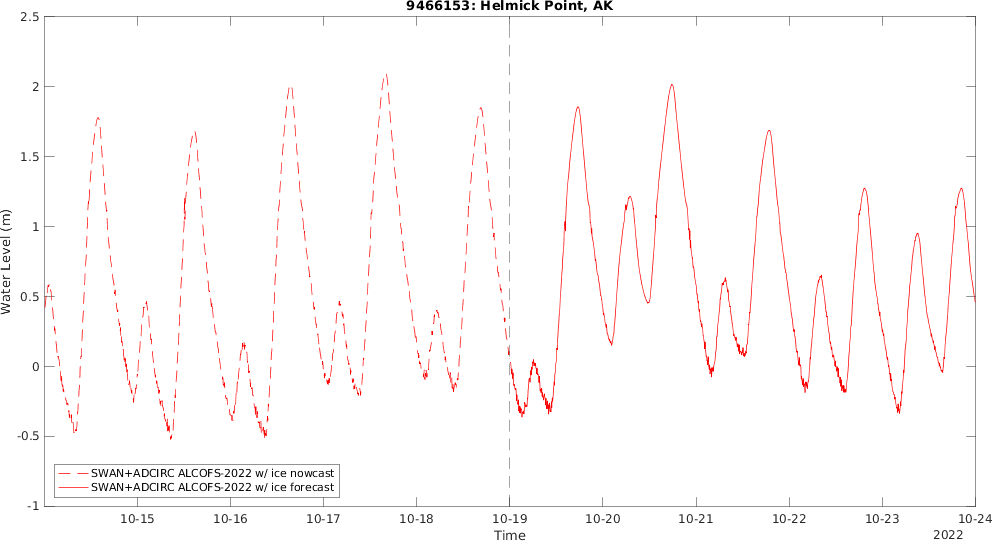 9466153: Helmick Point, AK
2.5
2
1.5
1
0.5
0
-0.5
-1
Water Level (m)
SWAN+ADCIRC ALCOFS-2022 w/ ice nowcast
SWAN+ADCIRC ALCOFS-2022 w/ ice forecast
10-15 10-16 10-17 10-18 10-19 10-20 10-21 10-22 10-23 10-24
Time
2022